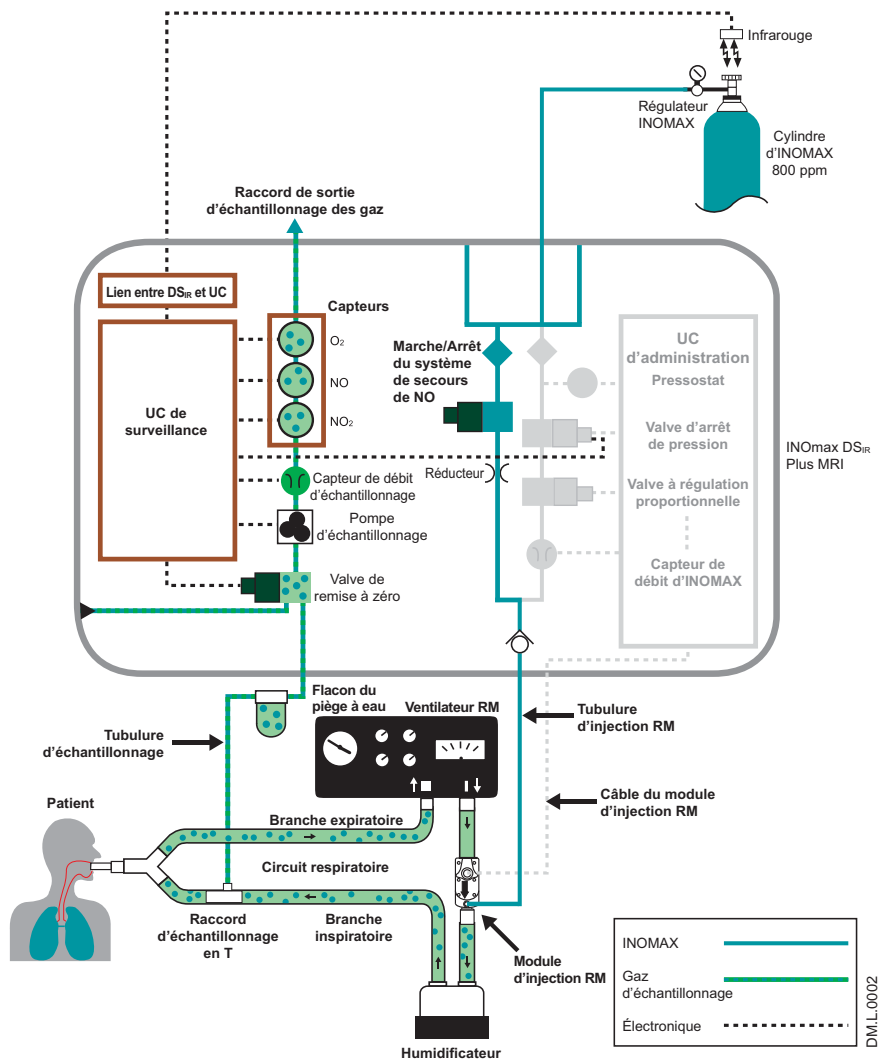 Infrarouge
Régulateur
INOMAX
Cylindre
d'INOMAX
800 ppm
Raccord de sortie
d'échantillonnage des gaz
Lien entre DSIR et UC
Capteurs
O2
NO
NO2
UC de
surveillance
Capteur de débit
d'échantillonnage
Pompe
d'échantillonnage
Valve de
remise à zéro
Marche/Arrêt
du système
de secours
de NO
Réducteur
UC
d'administration
Pressostat
Valve d'arrêt
de pression
Valve à régulation
proportionnelle
Capteur de
débit d'INOMAX
INOmax DSIR
Plus MRI
Flacon du
piège à eau
Ventilateur RM
Tubulure
d'échantillonnage
Tubulure
d'injection RM
Câble du module
d'injection RM
Patient
Branche expiratoire
Circuit respiratoire
Raccord
d'échantillonnage
en T
Branche
inspiratoire
Module
d'injection RM
Humidificateur
INOMAX
Gaz
d'échantillonnage
Électronique
DM.L.0002